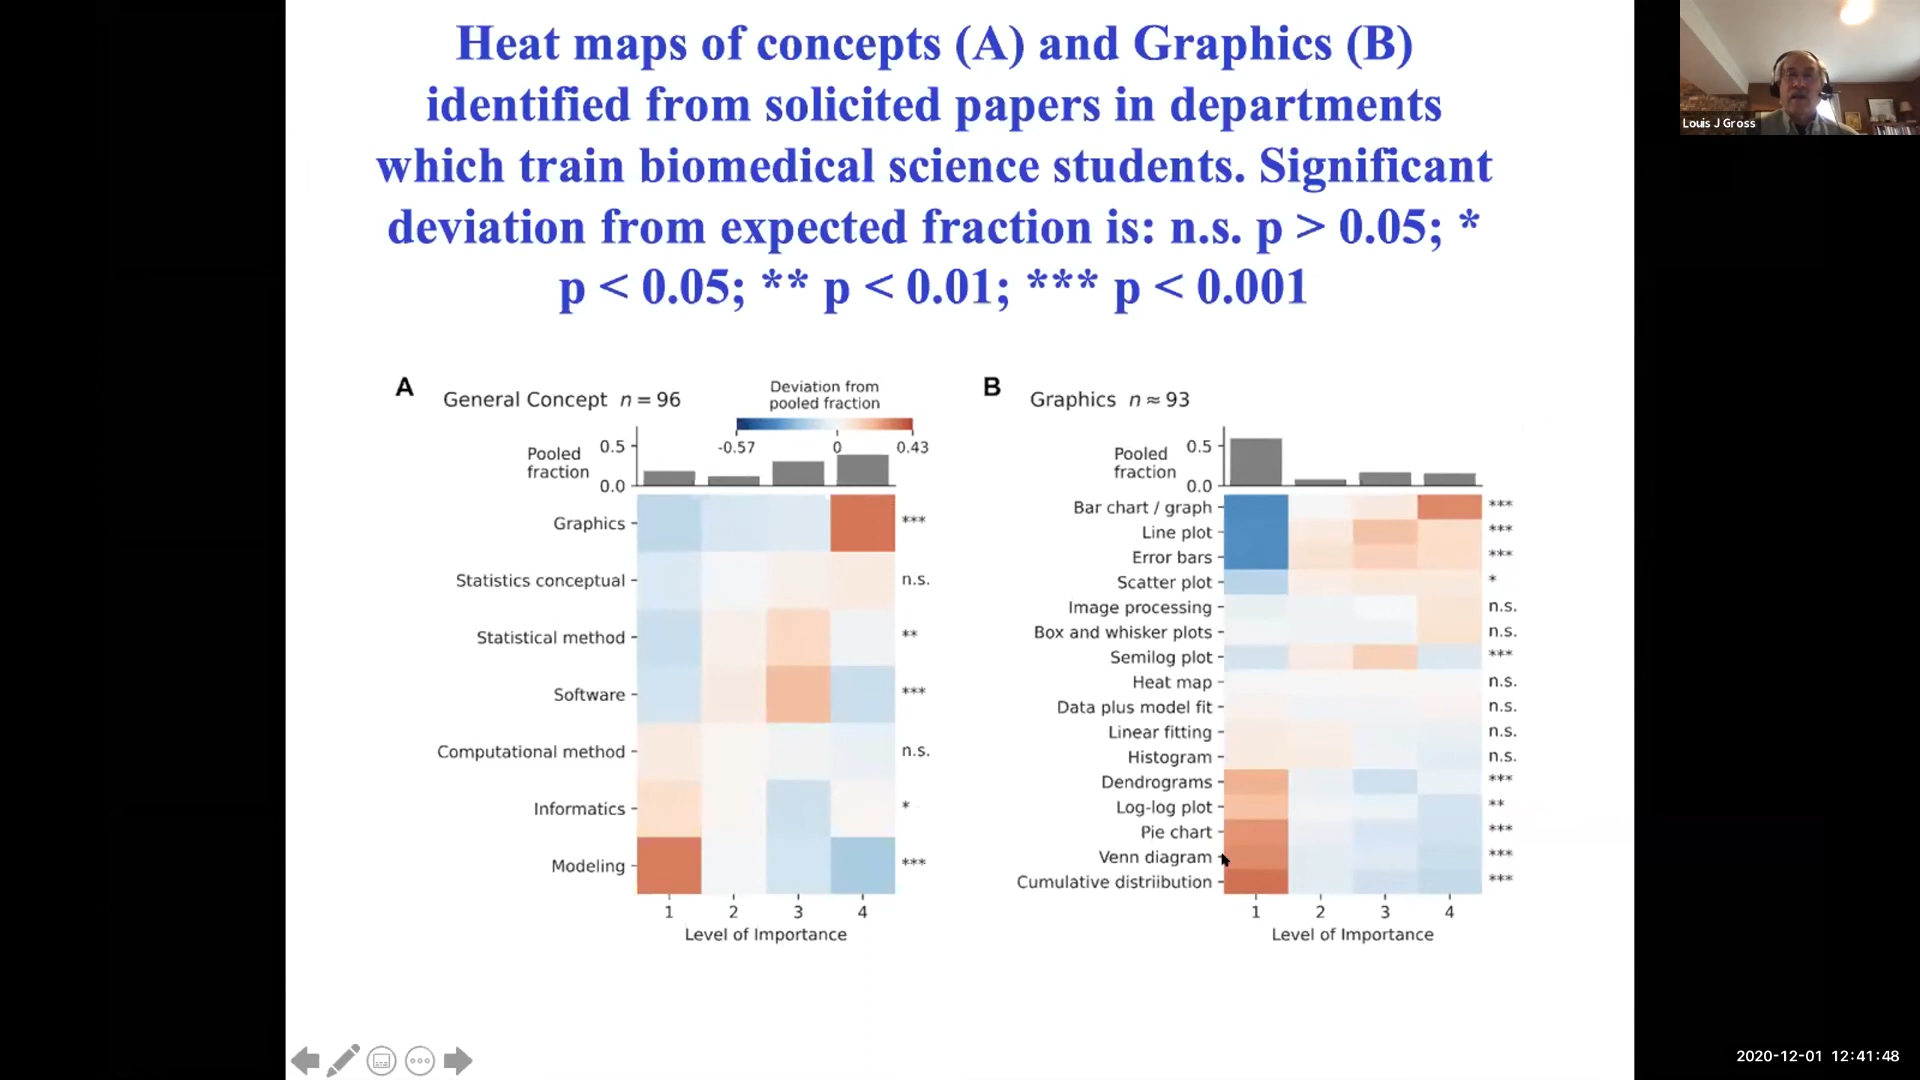 Heat maps of concepts (A) and Graphics (B)
identified from solicited papers in departments
which train biomedical science students. Significant
deviation from expected fraction is: n.s. p > 0.05; *
p < 0.05; ** p < 0.01; *** p < 0.001
Louis J Gross
A
General Concept n = 96
Deviation from
pooled fraction
-0.57 0 0.43
Pooled
fraction
0.5
0.0
Graphics ***
Statistics conceptual n.s.
Statistical method **
Software ***
Computational method n.s.
Informatics *
Modeling ***
1 2 3 4
Level of Importance
B
Graphics n ≈ 93
Pooled
fraction
0.5
0.0
Bar chart / graph ***
Line plot ***
Error bars ***
Scatter plot *
Image processing n.s.
Box and whisker plots n.s.
Semilog plot ***
Heat map n.s.
Data plus model fit n.s.
Linear fitting n.s.
Histogram n.s.
Dendrograms ***
Log-log plot **
Pie chart ***
Venn diagram ***
Cumulative distriibution ***
1 2 3 4
Level of Importance
2020-12-01 12:41:48